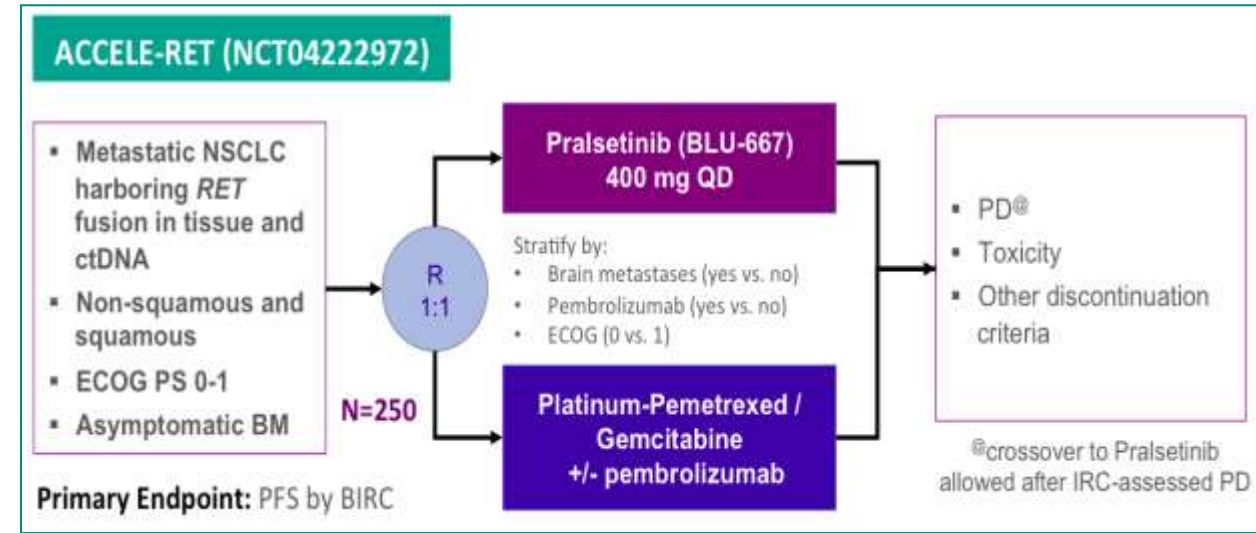 ACCELE-RET (NCT04222972)
▪ Metastatic NSCLC
harboring RET
fusion in tissue and
ctDNA
▪ Non-squamous and
squamous
▪ ECOG PS 0-1
▪ Asymptomatic BM
N=250
R
1:1
Pralsetinib (BLU-667)
400 mg QD
Stratify by:
• Brain metastases (yes vs. no)
• Pembrolizumab (yes vs. no)
• ECOG (0 vs. 1)
Platinum-Pemetrexed /
Gemcitabine
+/- pembrolizumab
▪ PD@
▪ Toxicity
▪ Other discontinuation
criteria
@crossover to Pralsetinib
allowed after IRC-assessed PD
Primary Endpoint: PFS by BIRC